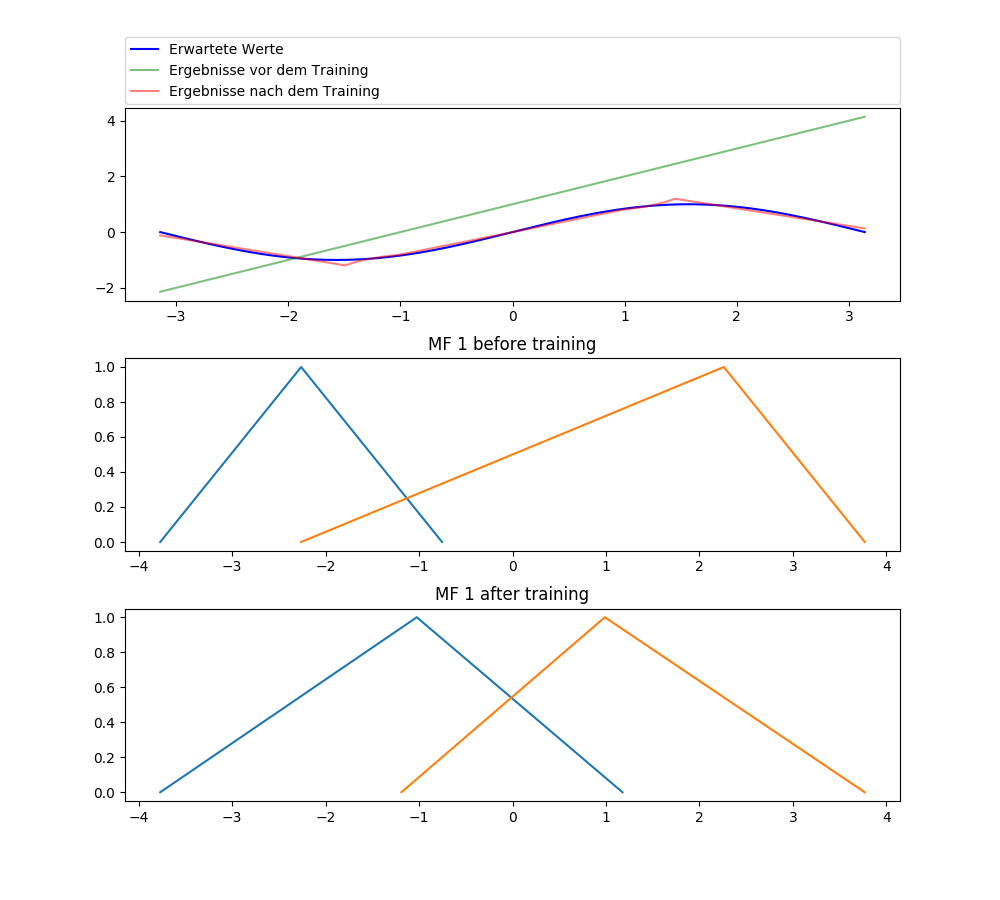 Erwartete Werte
Ergebnisse vor dem Training
Ergebnisse nach dem Training
4
2
0
−2
−3 −2 −1 0 1 2 3
MF 1 before training
1.0
0.8
0.6
0.4
0.2
0.0
−4 −3 −2 −1 0 1 2 3 4
MF 1 after training
1.0
0.8
0.6
0.4
0.2
0.0
−4 −3 −2 −1 0 1 2 3 4